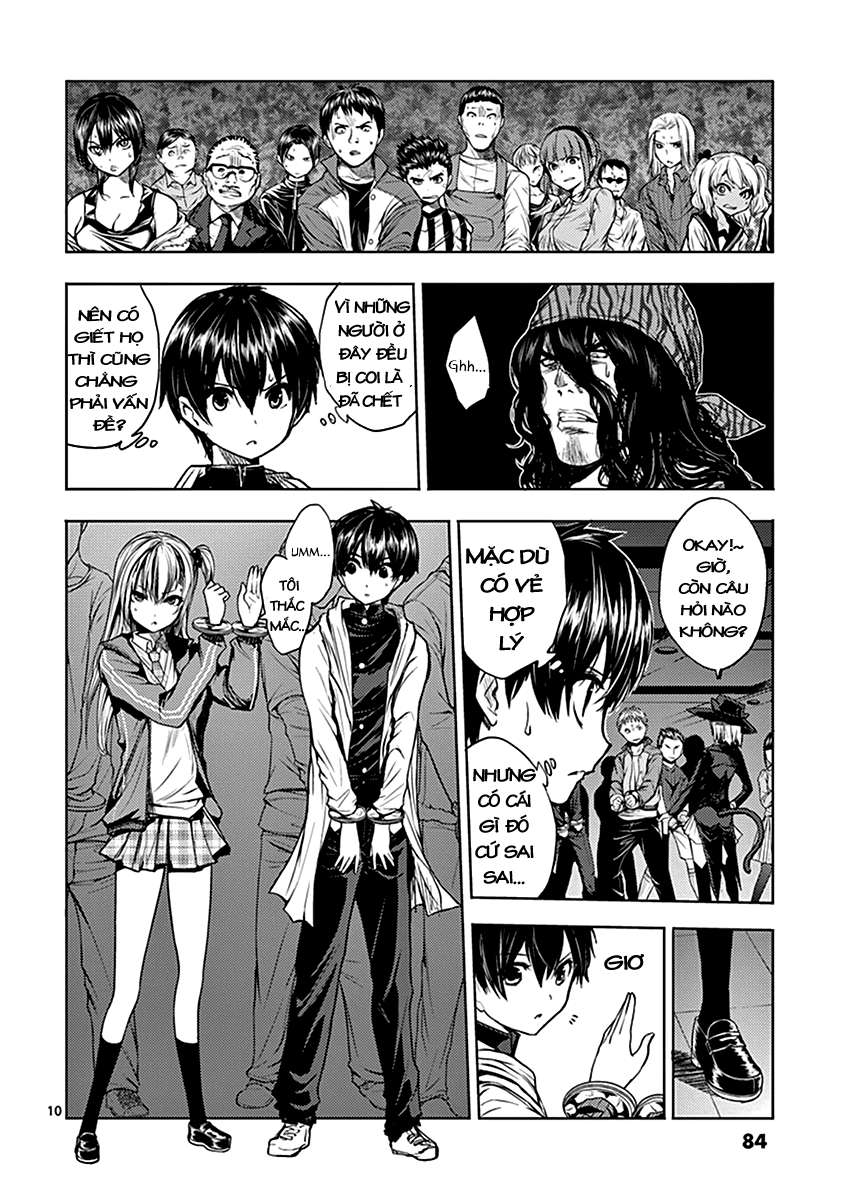 Ghh...
VÌ NHỮNG
NGƯỜI Ở
ĐÂY ĐỀU
BỊ COI LÀ
ĐÃ CHẾT
NÊN CÓ
GIẾT HỌ
THÌ CŨNG
CHẲNG
PHẢI VẤN
ĐỀ?
OKAY!~
GIỜ,
CÒN CÂU
HỎI NÀO
KHÔNG?
MẶC DÙ
CÓ VẺ
HỢP
LÝ
NHƯNG
CÓ CÁI
GÌ ĐÓ
CỨ SAI
SAI...
GIƠ
UMM...
TÔI
THẮC
MẮC...
10
84